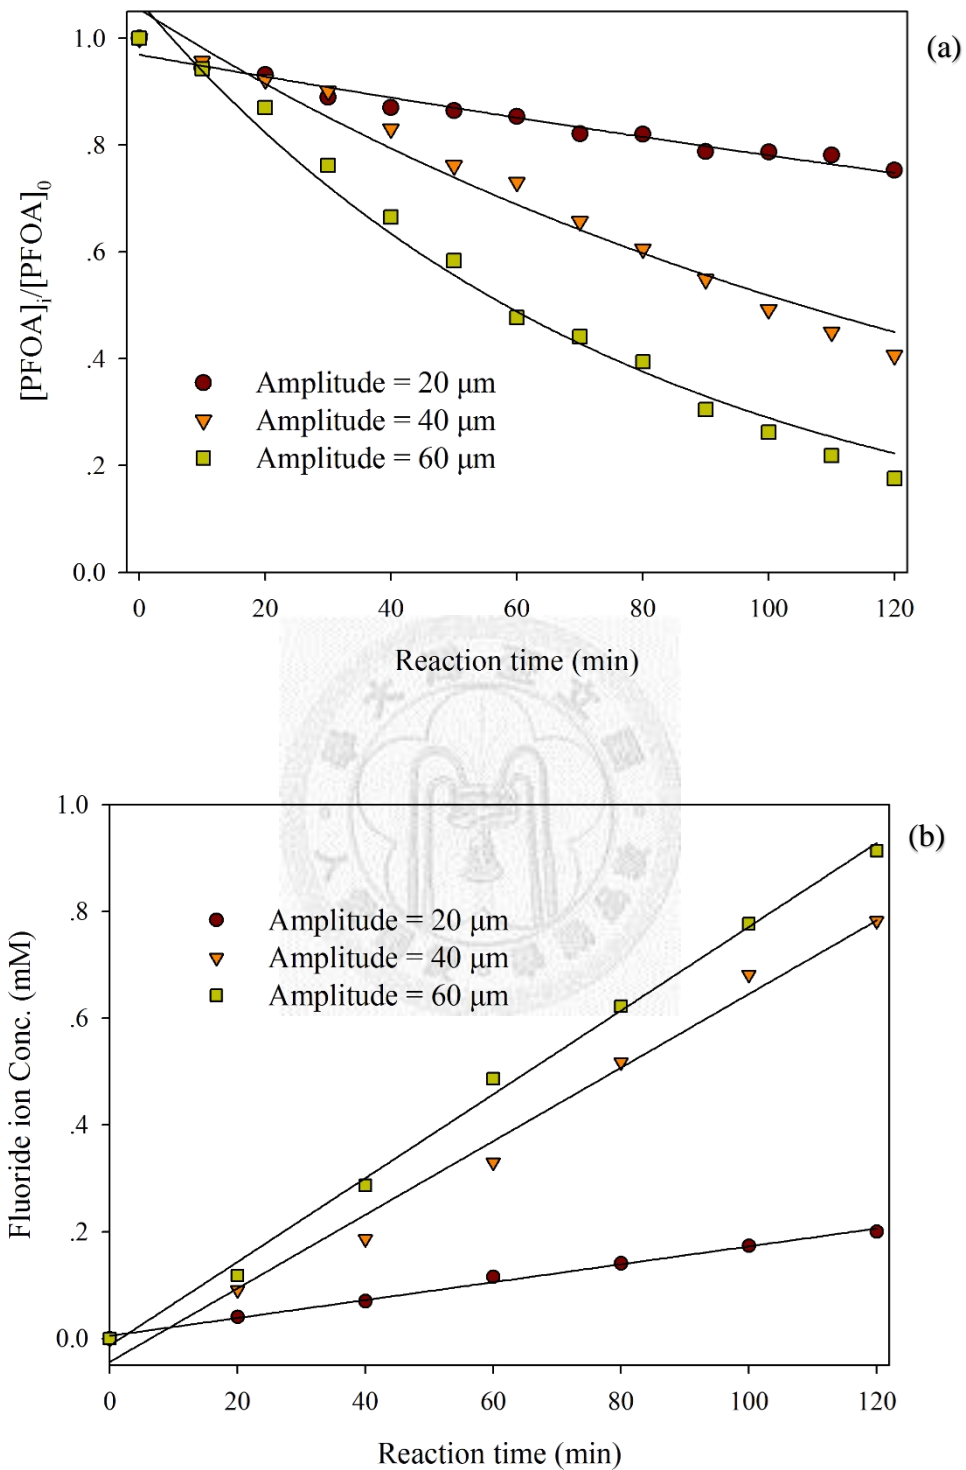 (a)
1.0
.8
.6
.4
.2
0.0
[PFOA]i/[PFOA]0
Amplitude = 20 μm
Amplitude = 40 μm
Amplitude = 60 μm
0 20 40 60 80 100 120
Reaction time (min)
(b)
1.0
.8
.6
.4
.2
0.0
Fluoride ion Conc. (mM)
Amplitude = 20 μm
Amplitude = 40 μm
Amplitude = 60 μm
0 20 40 60 80 100 120
Reaction time (min)